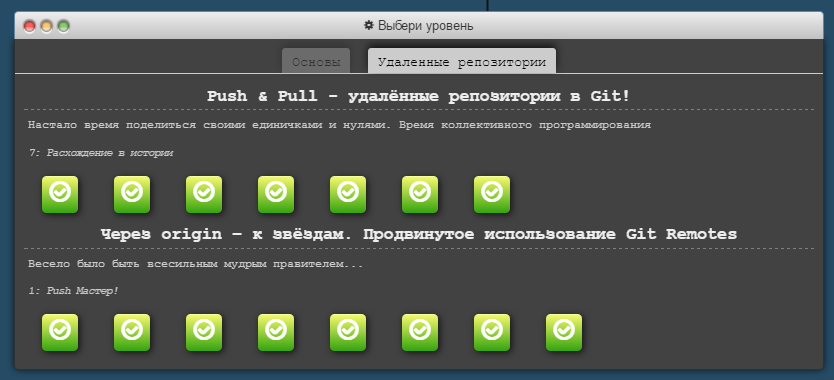 Выбери уровень
Основы
Удаленные репозитории
Push & Pull - удалённые репозитории в Git!
Настало время поделиться своими единичками и нулями. Время коллективного программирования
7: Расхождение в истории
Через origin – к звёздам. Продвинутое использование Git Remotes
Весело было быть всесильным мудрым правителем...
1: Push Мастер!